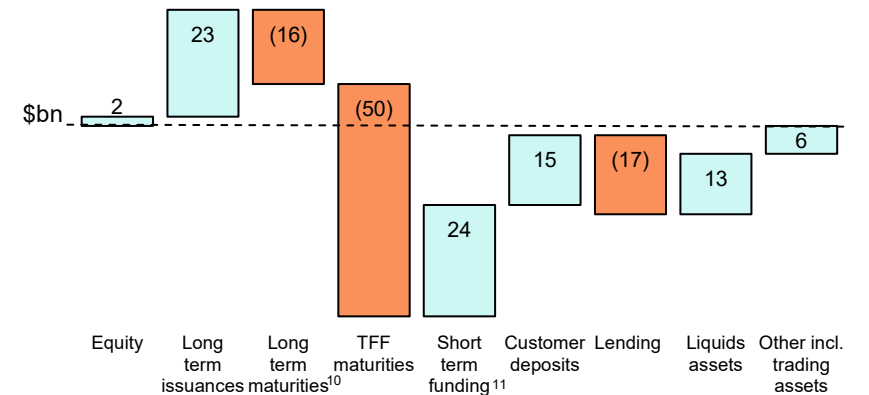 23
(16)
2
$bn
(50)
6
15
(17)
13
24
Equity
Long
term
issuances
Long
term
maturities10
TFF
maturities
Short
term
funding11
Customer
deposits
Lending
Liquids
assets
Other incl.
trading
assets